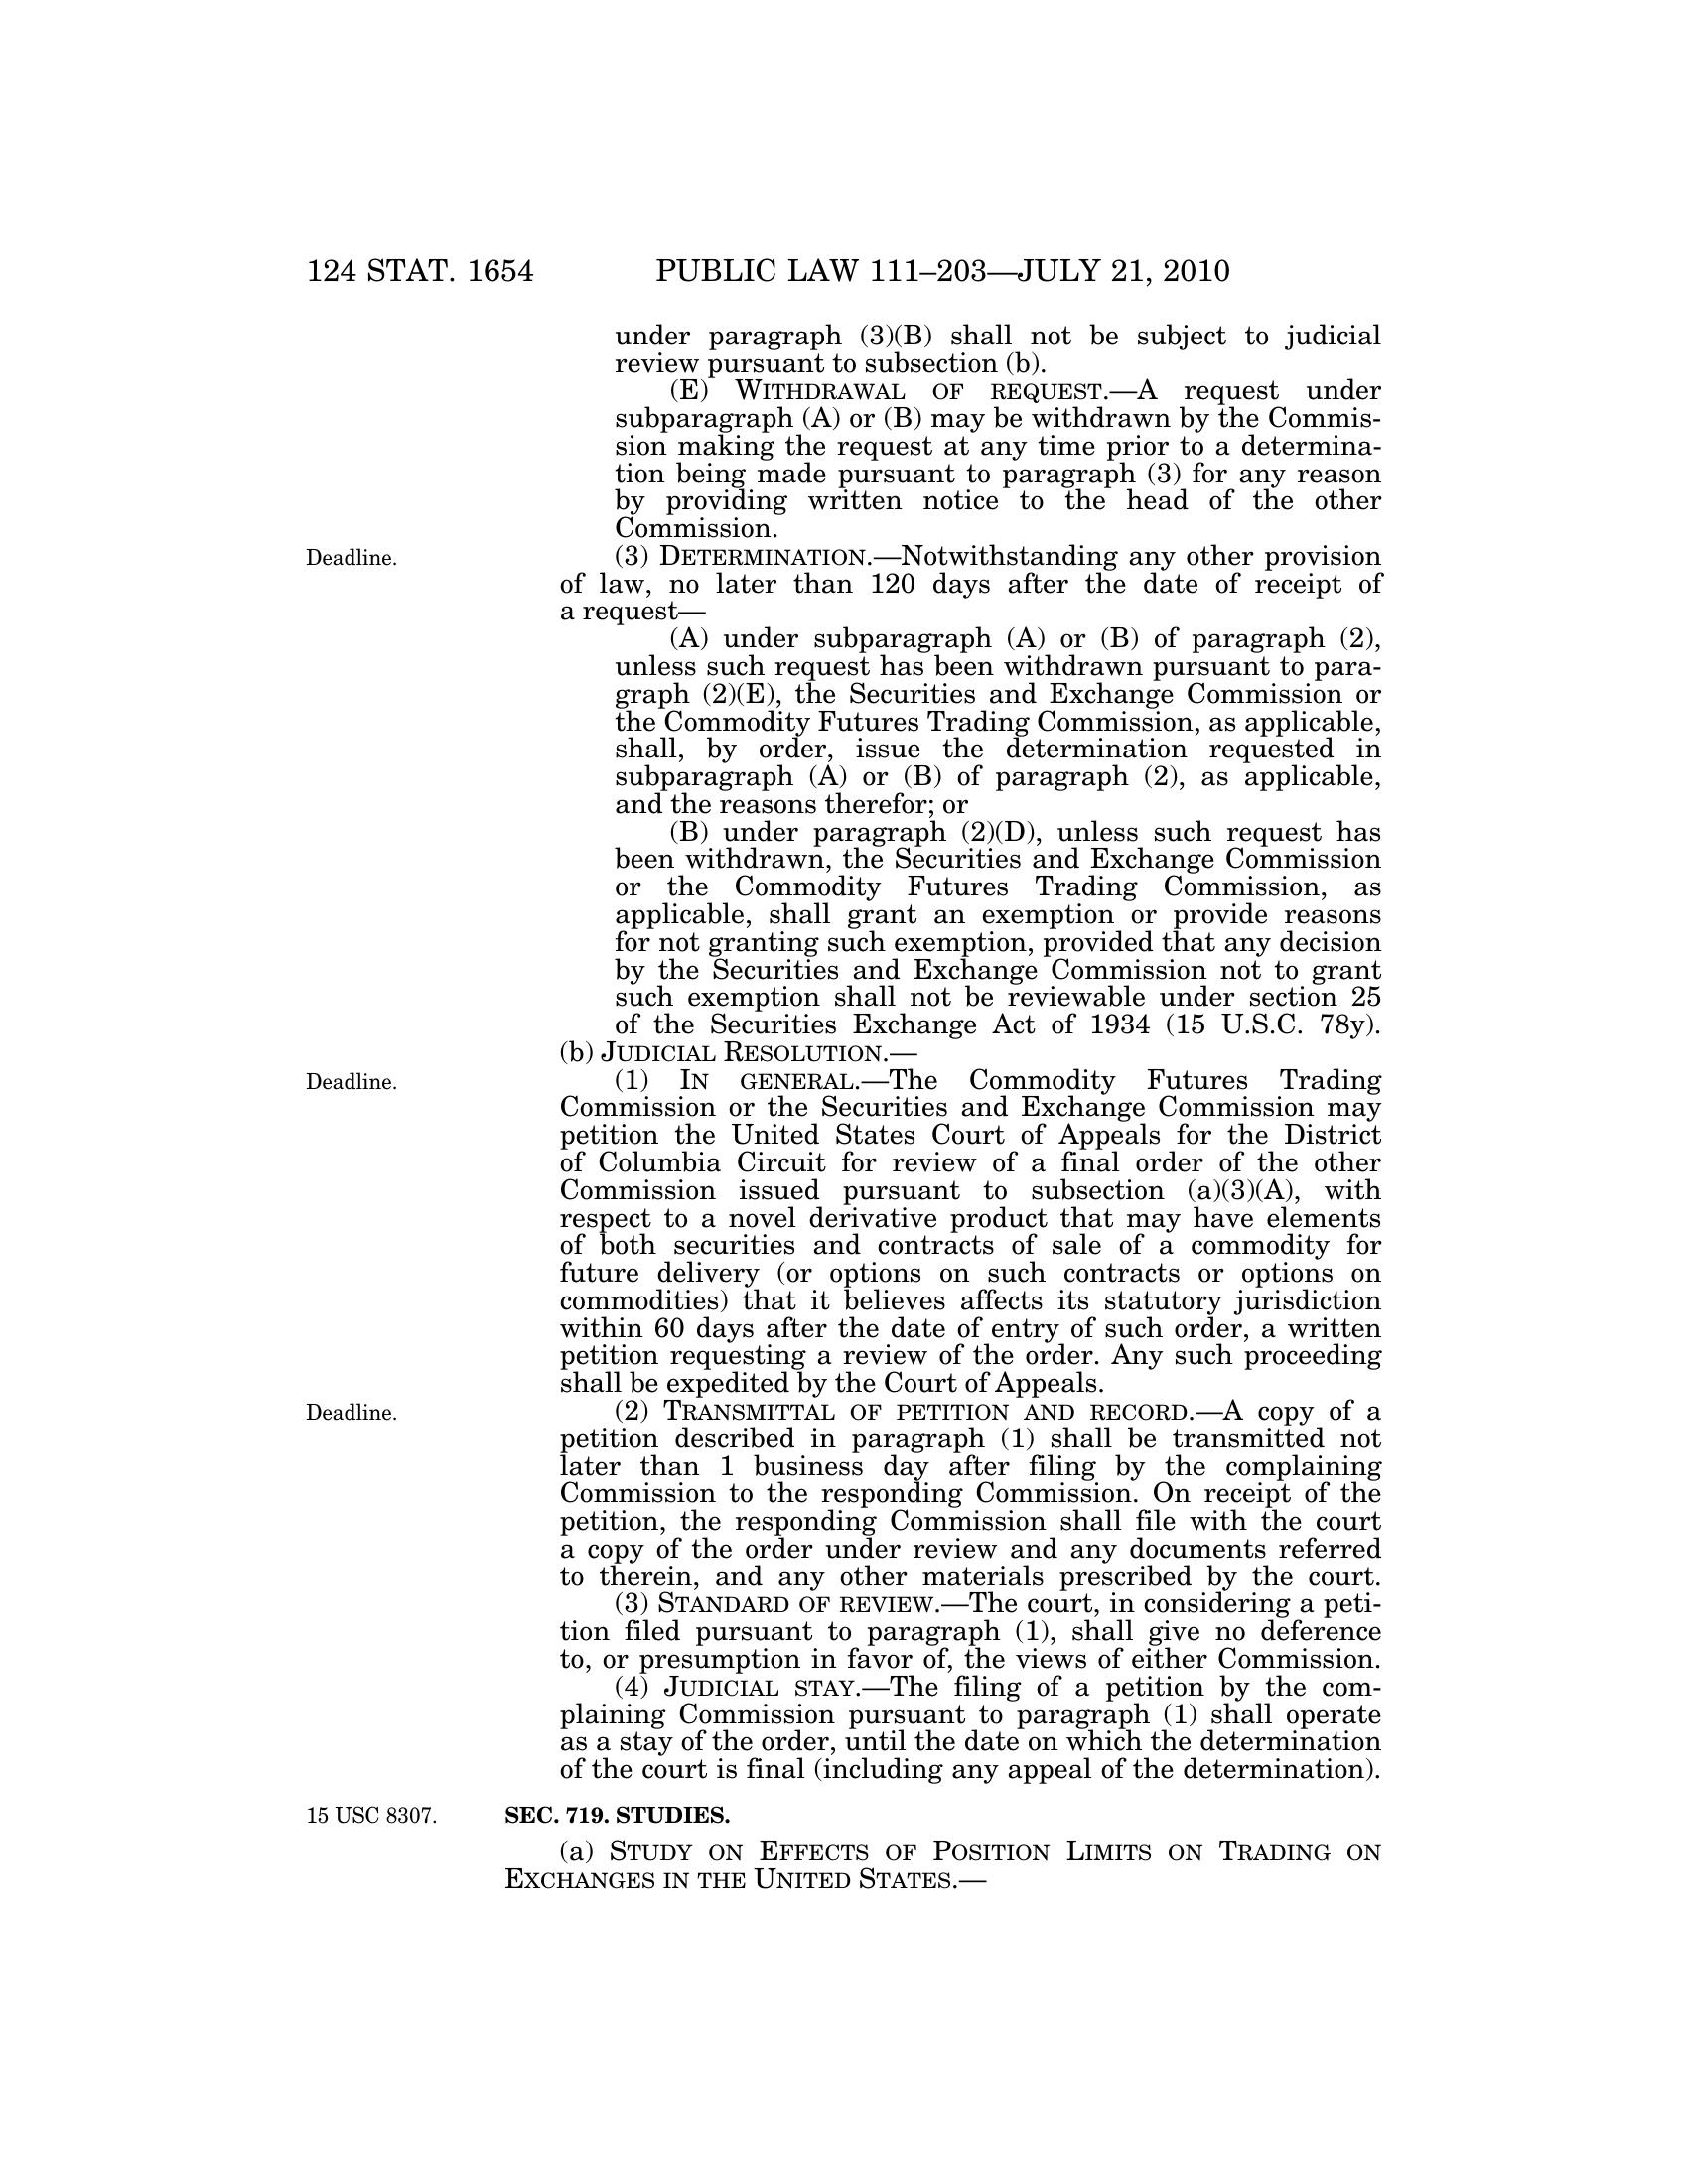 124 STAT. 1654 PUBLIC LAW 111–203—JULY 21, 2010
under paragraph (3)(B) shall not be subject to judicial
review pursuant to subsection (b).
(E) WITHDRAWAL OF REQUEST.—A request under
subparagraph (A) or (B) may be withdrawn by the Commis-
sion making the request at any time prior to a determina-
tion being made pursuant to paragraph (3) for any reason
by providing written notice to the head of the other
Commission.
Deadline.
(3) DETERMINATION.—Notwithstanding any other provision
of law, no later than 120 days after the date of receipt of
a request—
(A) under subparagraph (A) or (B) of paragraph (2),
unless such request has been withdrawn pursuant to para-
graph (2)(E), the Securities and Exchange Commission or
the Commodity Futures Trading Commission, as applicable,
shall, by order, issue the determination requested in
subparagraph (A) or (B) of paragraph (2), as applicable,
and the reasons therefor; or
(B) under paragraph (2)(D), unless such request has
been withdrawn, the Securities and Exchange Commission
or the Commodity Futures Trading Commission, as
applicable, shall grant an exemption or provide reasons
for not granting such exemption, provided that any decision
by the Securities and Exchange Commission not to grant
such exemption shall not be reviewable under section 25
of the Securities Exchange Act of 1934 (15 U.S.C. 78y).
(b) JUDICIAL RESOLUTION.—
Deadline.
(1) IN GENERAL.—The Commodity Futures Trading
Commission or the Securities and Exchange Commission may
petition the United States Court of Appeals for the District
of Columbia Circuit for review of a final order of the other
Commission issued pursuant to subsection (a)(3)(A), with
respect to a novel derivative product that may have elements
of both securities and contracts of sale of a commodity for
future delivery (or options on such contracts or options on
commodities) that it believes affects its statutory jurisdiction
within 60 days after the date of entry of such order, a written
petition requesting a review of the order. Any such proceeding
shall be expedited by the Court of Appeals.
Deadline.
(2) TRANSMITTAL OF PETITION AND RECORD.—A copy of a
petition described in paragraph (1) shall be transmitted not
later than 1 business day after filing by the complaining
Commission to the responding Commission. On receipt of the
petition, the responding Commission shall file with the court
a copy of the order under review and any documents referred
to therein, and any other materials prescribed by the court.
(3) STANDARD OF REVIEW.—The court, in considering a peti-
tion filed pursuant to paragraph (1), shall give no deference
to, or presumption in favor of, the views of either Commission.
(4) JUDICIAL STAY.—The filing of a petition by the com-
plaining Commission pursuant to paragraph (1) shall operate
as a stay of the order, until the date on which the determination
of the court is final (including any appeal of the determination).
15 USC 8307.
SEC. 719. STUDIES.
(a) STUDY ON EFFECTS OF POSITION LIMITS ON TRADING ON
EXCHANGES IN THE UNITED STATES.—